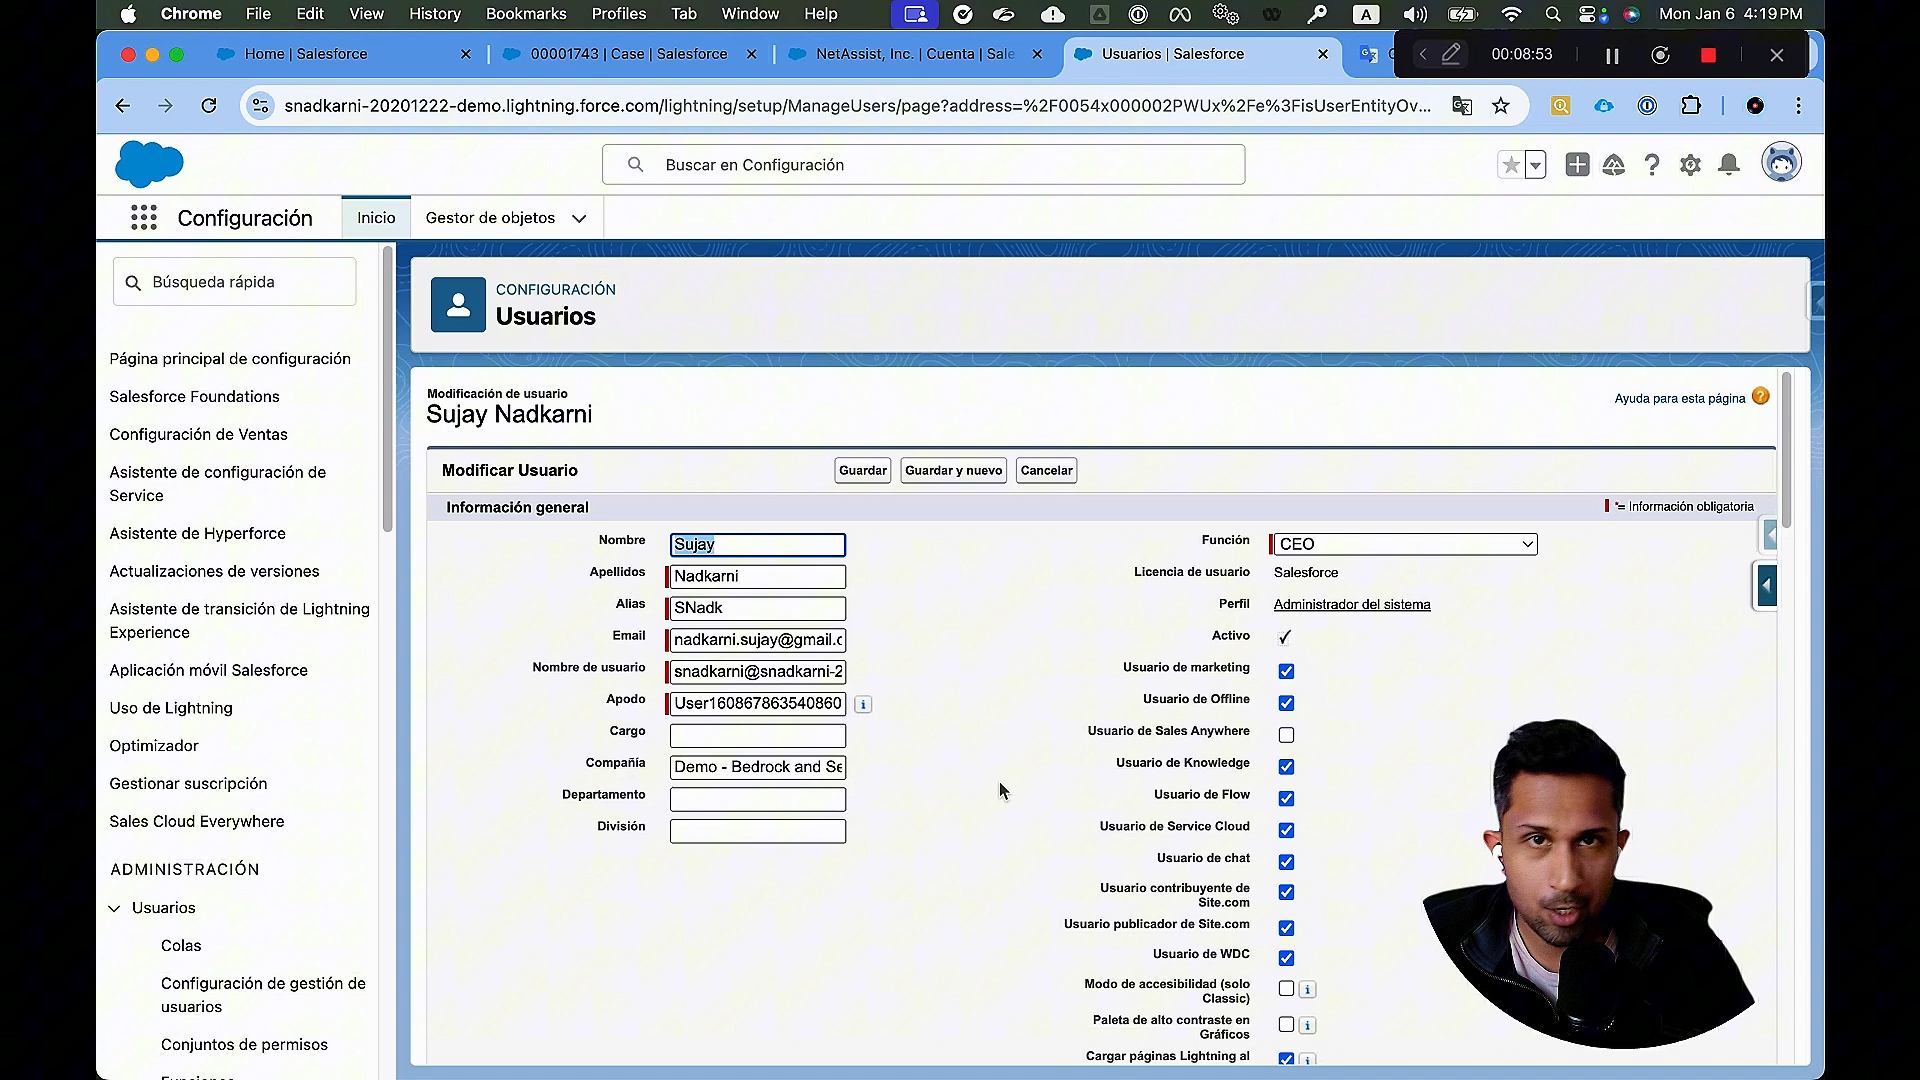 Chrome File Edit View History Bookmarks Profiles Tab Window Help Mon Jan 6 4:19 PM
Home | Salesforce
00001743 | Case | Salesforce
NetAssist, Inc. | Cuenta | Sale
Usuarios | Salesforce
00:08:53
snadkarni-20201222-demo.lightning.force.com/lightning/setup/ManageUsers/page?address=%2F0054x000002PWUx%2Fe%3FisUserEntityOv...
Buscar en Configuración
Configuración
Inicio
Gestor de objetos
Búsqueda rápida
Página principal de configuración
Salesforce Foundations
Configuración de Ventas
Asistente de configuración de
Service
Asistente de Hyperforce
Actualizaciones de versiones
Asistente de transición de Lightning
Experience
Aplicación móvil Salesforce
Uso de Lightning
Optimizador
Gestionar suscripción
Sales Cloud Everywhere
ADMINISTRACIÓN
Usuarios
Colas
Configuración de gestión de
usuarios
Conjuntos de permisos
CONFIGURACIÓN
Usuarios
Modificación de usuario
Sujay Nadkarni
Ayuda para esta página
Modificar Usuario
Guardar
Guardar y nuevo
Cancelar
Información general
*= Información obligatoria
Nombre Sujay
Apellidos Nadkarni
Alias SNadk
Email nadkarni.sujay@gmail.c
Nombre de usuario snadkarni@snadkarni-2
Apodo User160867863540860
Cargo
Compañía Demo - Bedrock and Se
Departamento
División
Función CEO
Licencia de usuario Salesforce
Perfil Administrador del sistema
Activo
Usuario de marketing
Usuario de Offline
Usuario de Sales Anywhere
Usuario de Knowledge
Usuario de Flow
Usuario de Service Cloud
Usuario de chat
Usuario contribuyente de
Site.com
Usuario publicador de Site.com
Usuario de WDC
Modo de accesibilidad (solo
Classic)
Paleta de alto contraste en
Gráficos
Cargar páginas Lightning al